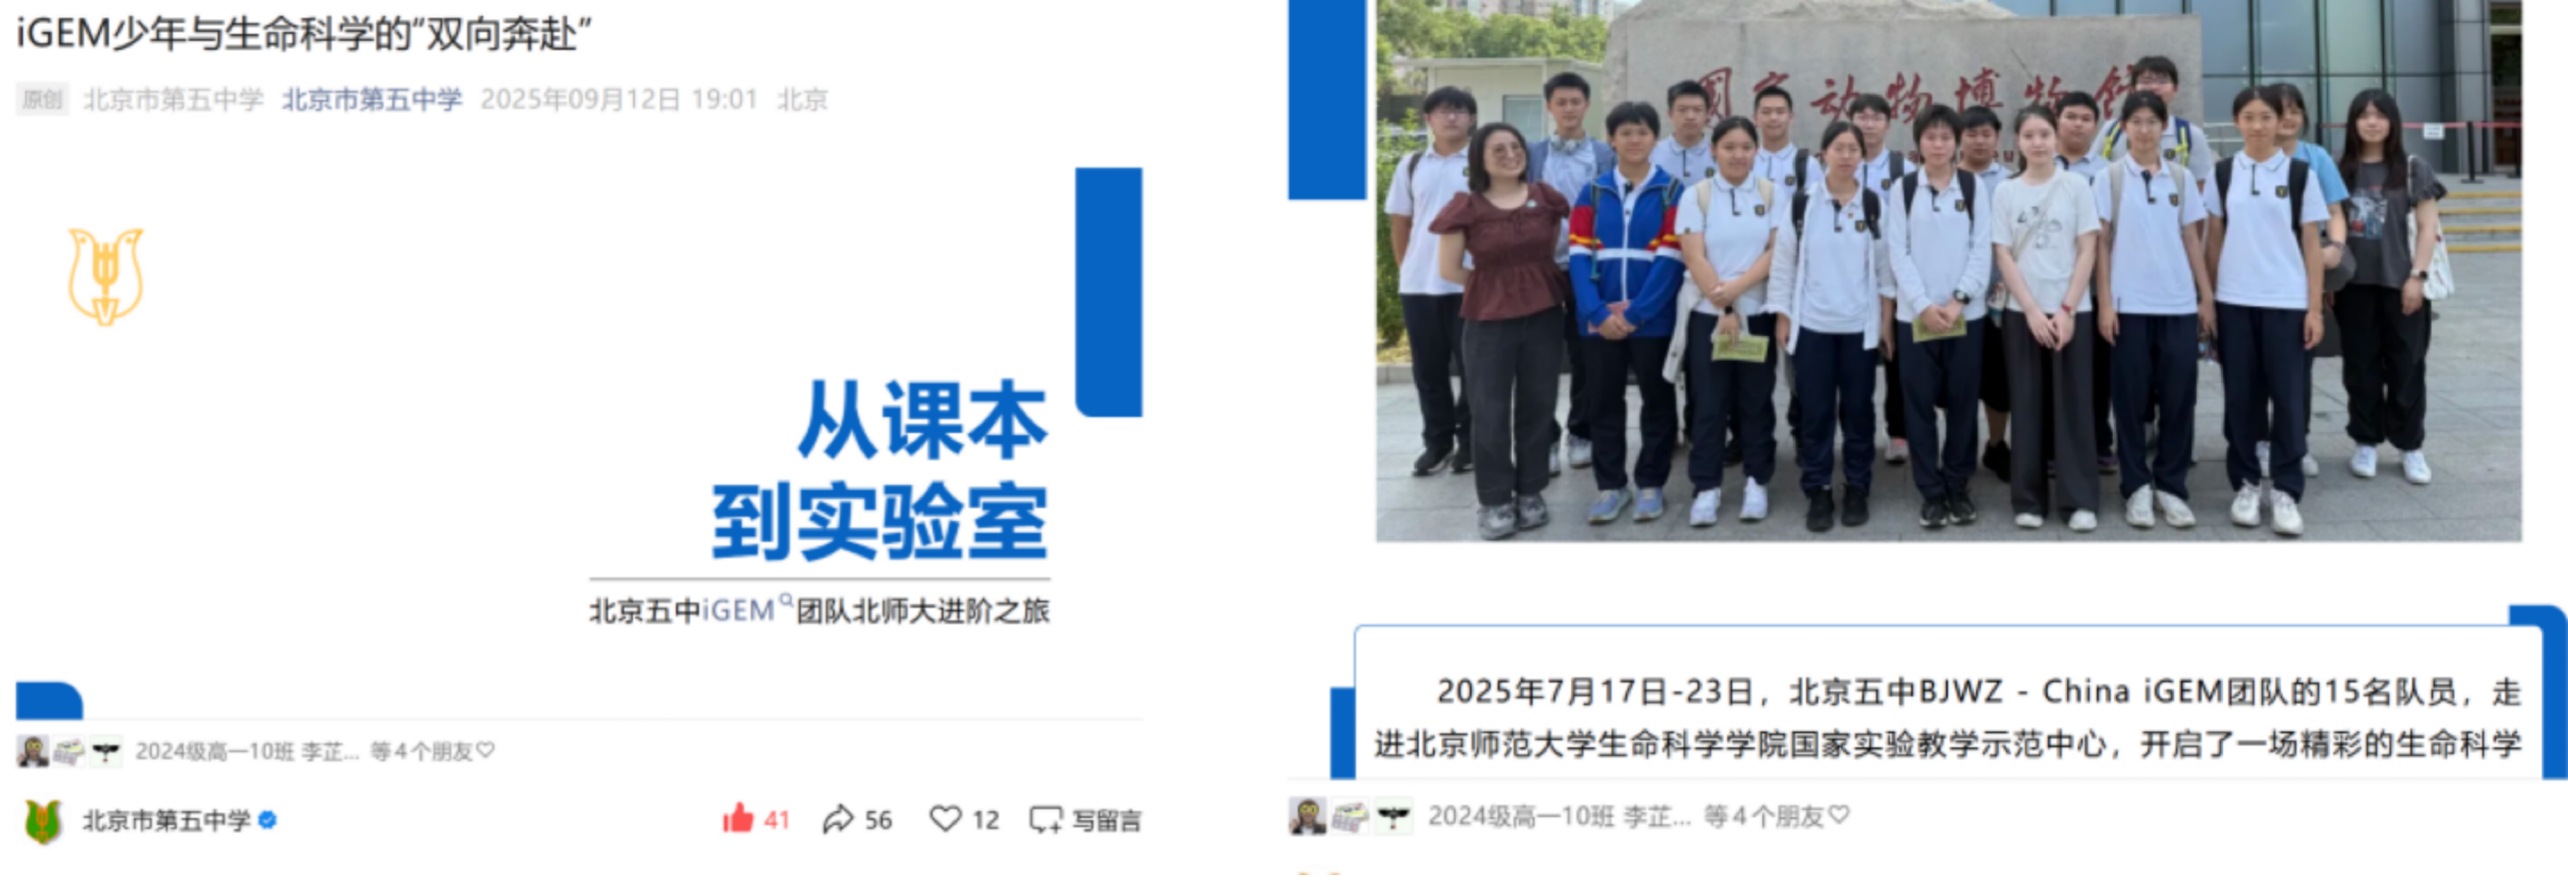 iGEM少年与生命科学的“双向奔赴”
原创 北京市第五中学 北京市第五中学 2025年09月12日 19:01 北京
从课本
到实验室
北京五中iGEM团队北师大进阶之旅
2024级高一10班 李芷... 等4个朋友♡
北京市第五中学
41 56 12 写留言
國家动物博物馆
2025年7月17日-23日，北京五中BJWZ - China iGEM团队的15名队员，走
进北京师范大学生命科学学院国家实验教学示范中心，开启了一场精彩的生命科学
2024级高一10班 李芷... 等4个朋友♡